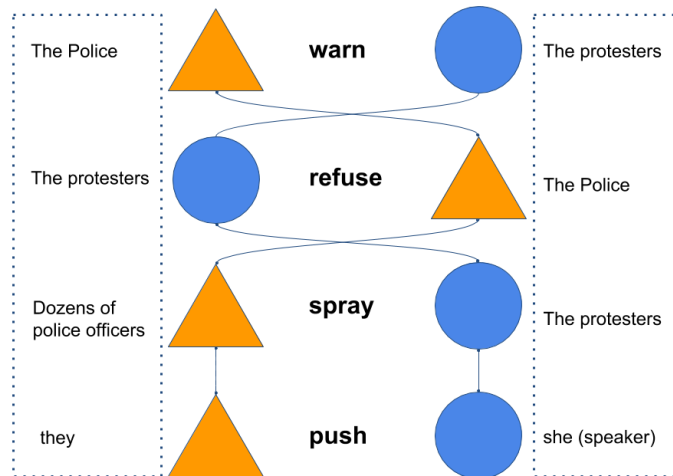 The Police
warn
The protesters
The protesters
refuse
The Police
Dozens of
police officers
spray
The protesters
they
push
she (speaker)